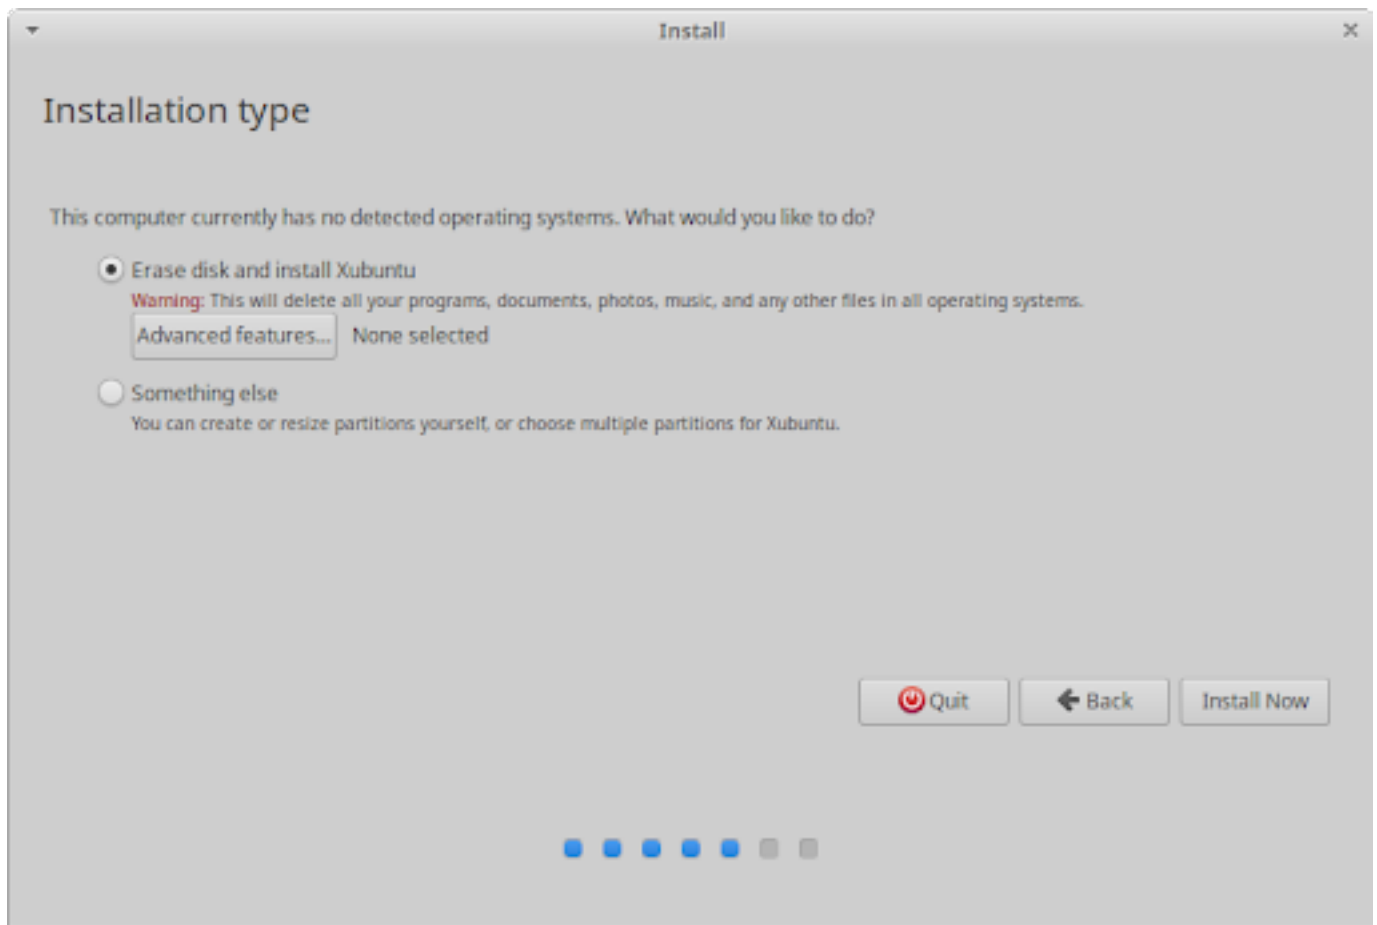 Install
Installation type
This computer currently has no detected operating systems. What would you like to do?
Erase disk and install Xubuntu
Warning: This will delete all your programs, documents, photos, music, and any other files in all operating systems.
Advanced features... None selected
Something else
You can create or resize partitions yourself, or choose multiple partitions for Xubuntu.
Quit Back Install Now